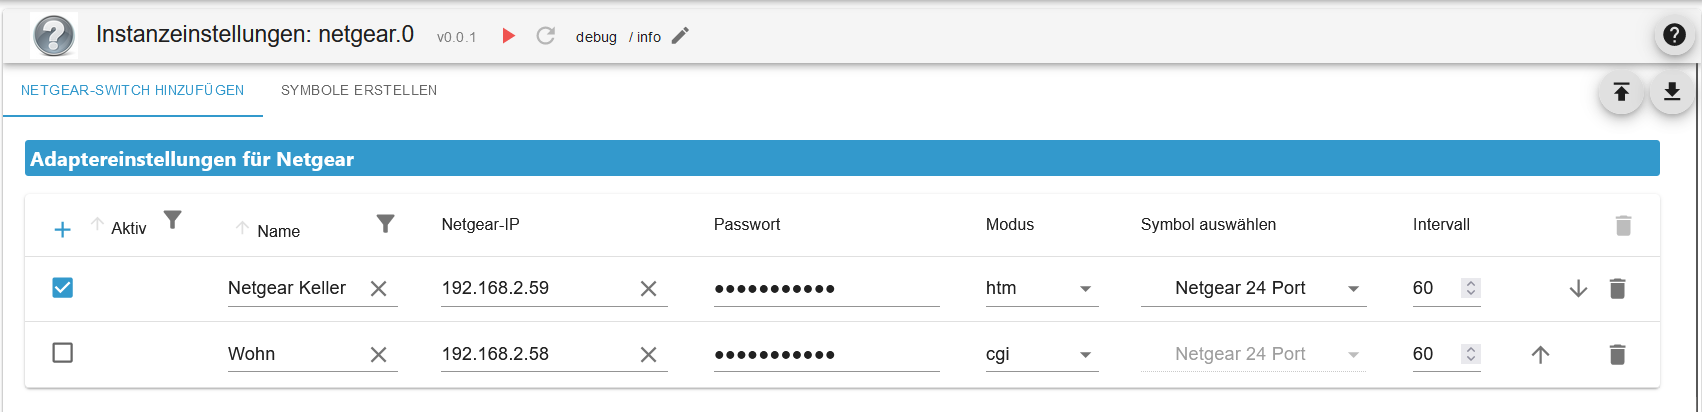 Instanzeinstellungen: netgear.0 v0.0.1 debug / info
NETGEAR-SWITCH HINZUFÜGEN SYMBOLE ERSTELLEN
Adaptereinstellungen für Netgear
Aktiv Name Netgear-IP Passwort Modus Symbol auswählen Intervall
Netgear Keller 192.168.2.59 ●●●●●●●●●●● htm Netgear 24 Port 60
Wohn 192.168.2.58 ●●●●●●●●●●● cgi Netgear 24 Port 60